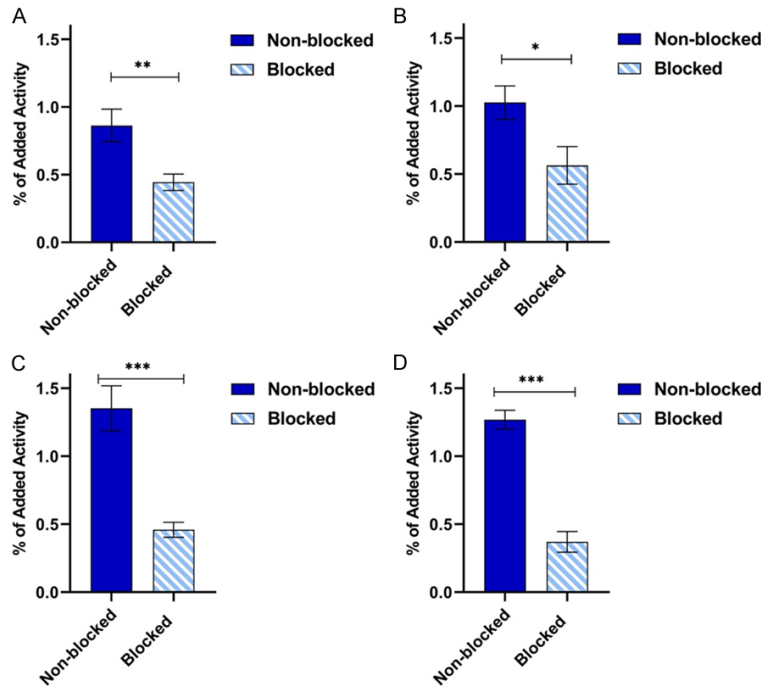 A
% of Added Activity
1.5
1.0
0.5
0.0
**
Non-blocked
Blocked
Non-blocked
Blocked
B
% of Added Activity
1.5
1.0
0.5
0.0
*
Non-blocked
Blocked
Non-blocked
Blocked
C
% of Added Activity
1.5
1.0
0.5
0.0
***
Non-blocked
Blocked
Non-blocked
Blocked
D
% of Added Activity
1.5
1.0
0.5
0.0
***
Non-blocked
Blocked
Non-blocked
Blocked